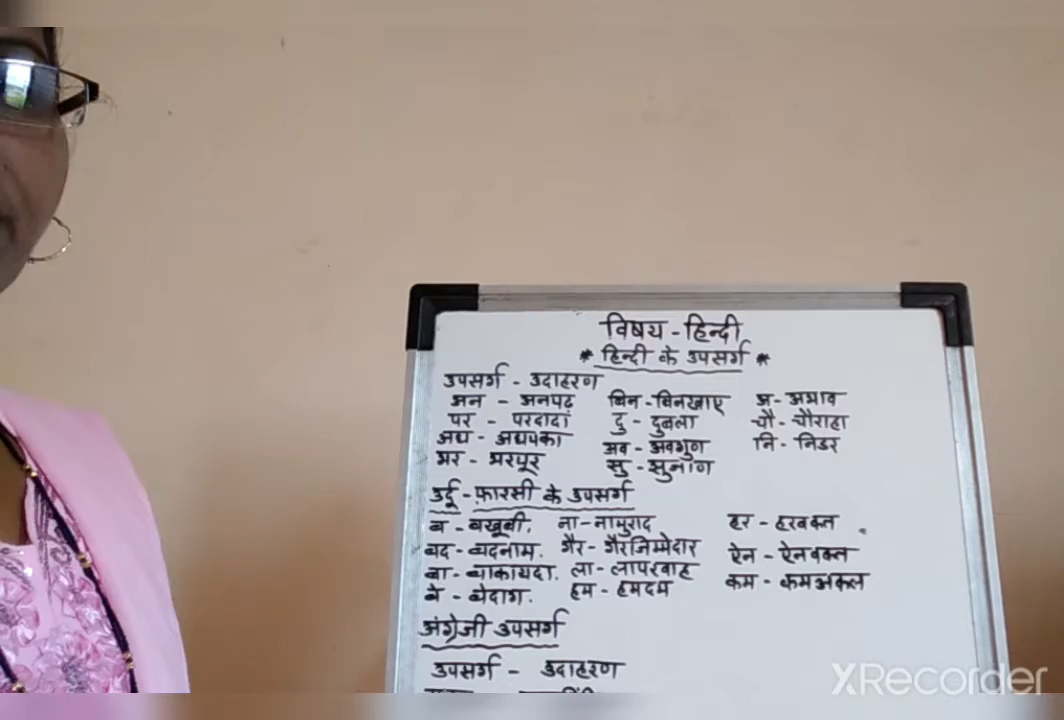 विषय - हिन्दी
* हिन्दी के उपसर्ग *
उपसर्ग - उदाहरण
अन - अनपढ़ बिन - बिनखाए अ - अभाव
पर - परदादा दु - दुबला चौ - चौराहा
अध - अधपका अव - अवगुण नि - निडर
भर - भरपूर सु -
उर्दू - फ़ारसी के उपसर्ग
ब - बखूबी, ना - नामुराद हर - हरवक्त
बद - बदनाम. गैर - गैरजिम्मेदार ऐन - ऐनवक्त
बा - बाकायदा. ला - लापरवाह कम - कमअक्ल
बे - बेदाग. हम - हमदम
अंग्रेजी उपसर्ग
उपसर्ग - उदाहरण
XRecorder